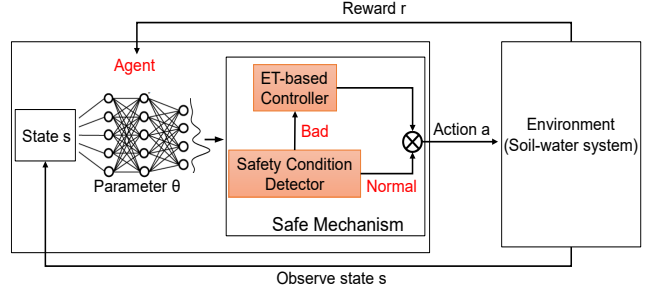 Reward r
Agent
State s
Parameter θ
ET-based
Controller
Bad
Safety Condition
Detector
Normal
Safe Mechanism
Action a
Environment
(Soil-water system)
Observe state s